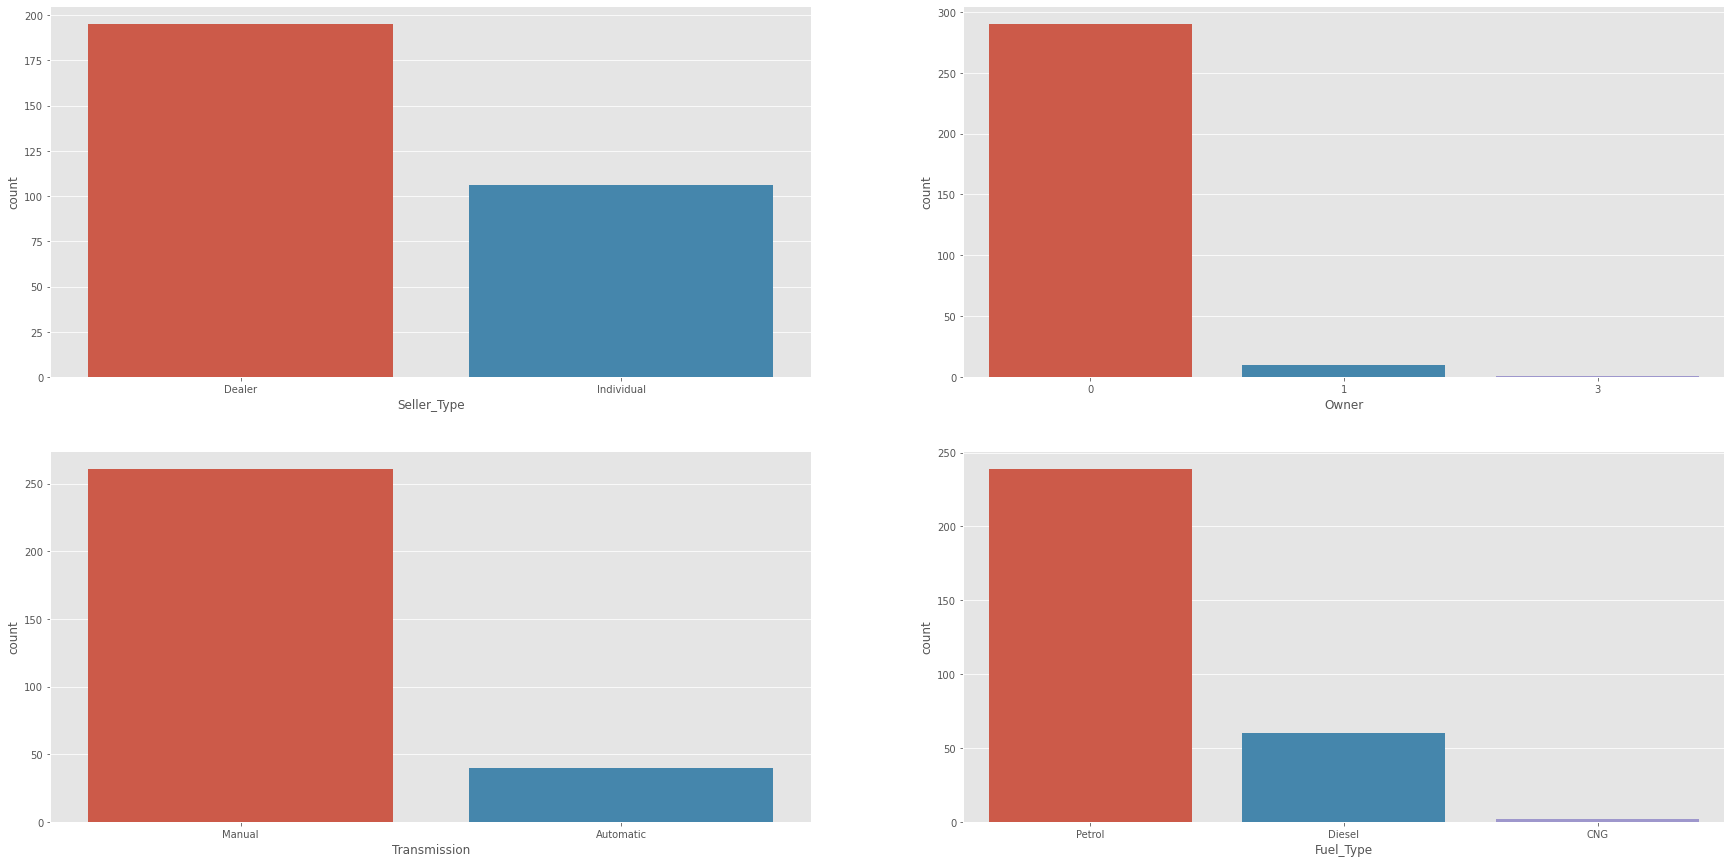 200
175
150
125
100
75
50
25
0
count
Dealer
Individual
Seller_Type
300
250
200
150
100
50
0
count
0
1
3
Owner
250
200
150
100
50
0
count
Manual
Automatic
Transmission
250
200
150
100
50
0
count
Petrol
Diesel
CNG
Fuel_Type